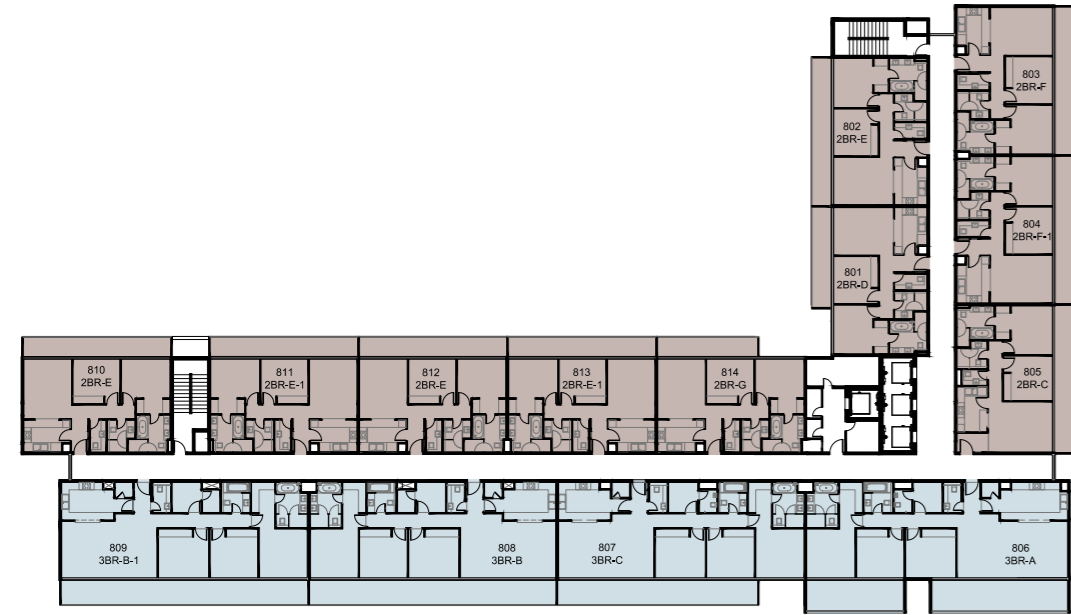 803
2BR-F
802
2BR-E
804
2BR-F-1
801
2BR-D
805
2BR-C
810
2BR-E
811
2BR-E-1
812
2BR-E
813
2BR-E-1
814
2BR-G
809
3BR-B-1
808
3BR-B
807
3BR-C
806
3BR-A